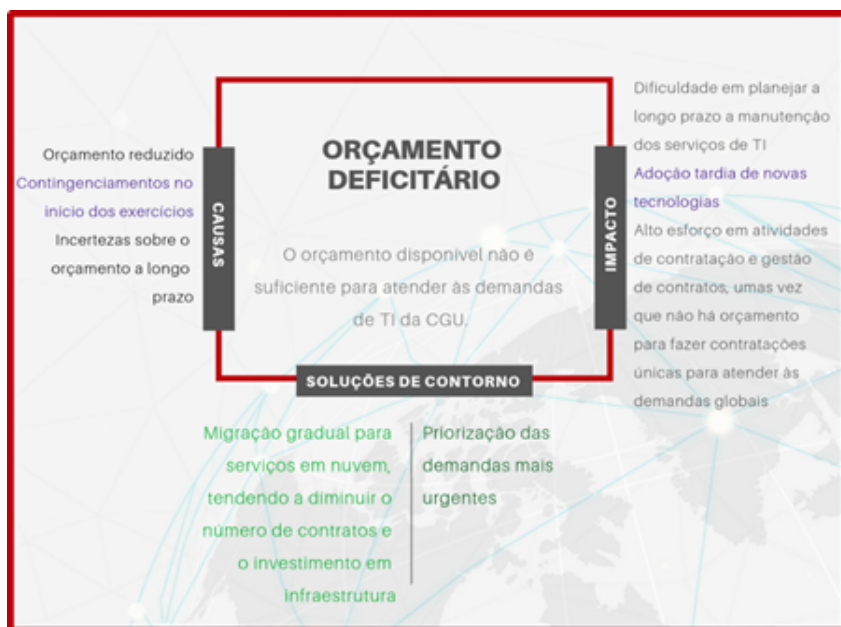 ORÇAMENTO
DEFICITÁRIO
O orçamento disponível não é
suficiente para atender às demandas
de TI da CGU.
CAUSAS
Orçamento reduzido
Contingenciamentos no
início dos exercícios
Incertezas sobre o
orçamento a longo
prazo
IMPACTO
Dificuldade em planejar a
longo prazo a manutenção
dos serviços de TI
Adoção tardia de novas
tecnologias
Alto esforço em atividades
de contratação e gestão
de contratos, umas vez
que não há orçamento
para fazer contratações
únicas para atender às
demandas globais
SOLUÇÕES DE CONTORNO
Migração gradual para
serviços em nuvem,
tendendo a diminuir o
número de contratos e
o investimento em
infraestrutura
Priorização das
demandas mais
urgentes